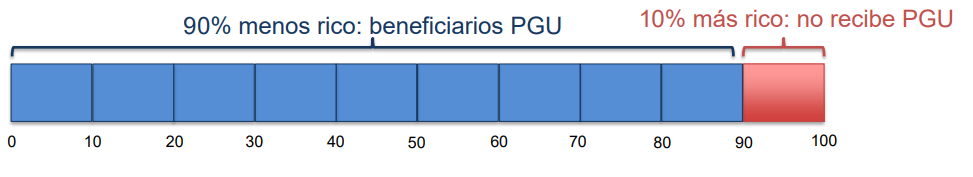 90% menos rico: beneficiarios PGU
10% más rico: no recibe PGU
0 10 20 30 40 50 60 70 80 90 100